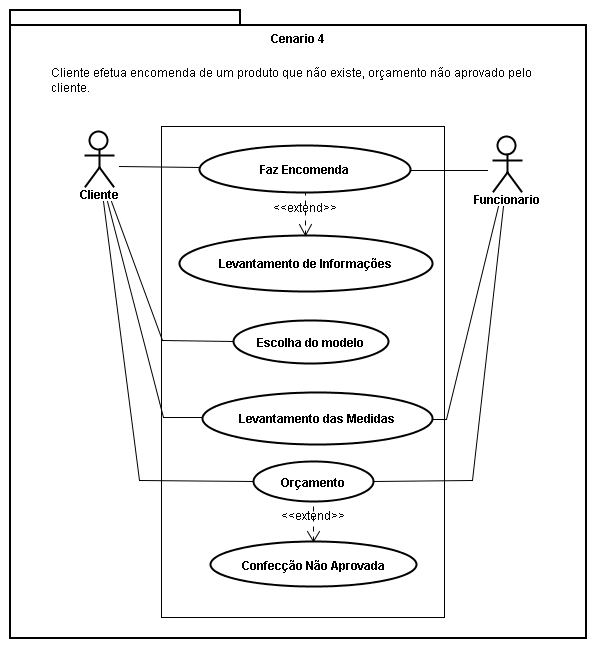 Cenario 4
Cliente efetua encomenda de um produto que não existe, orçamento não aprovado pelo
cliente.
Faz Encomenda
Cliente
Funcionario
<<extend>>
Levantamento de Informações
Escolha do modelo
Levantamento das Medidas
Orçamento
<<extend>>
Confecção Não Aprovada